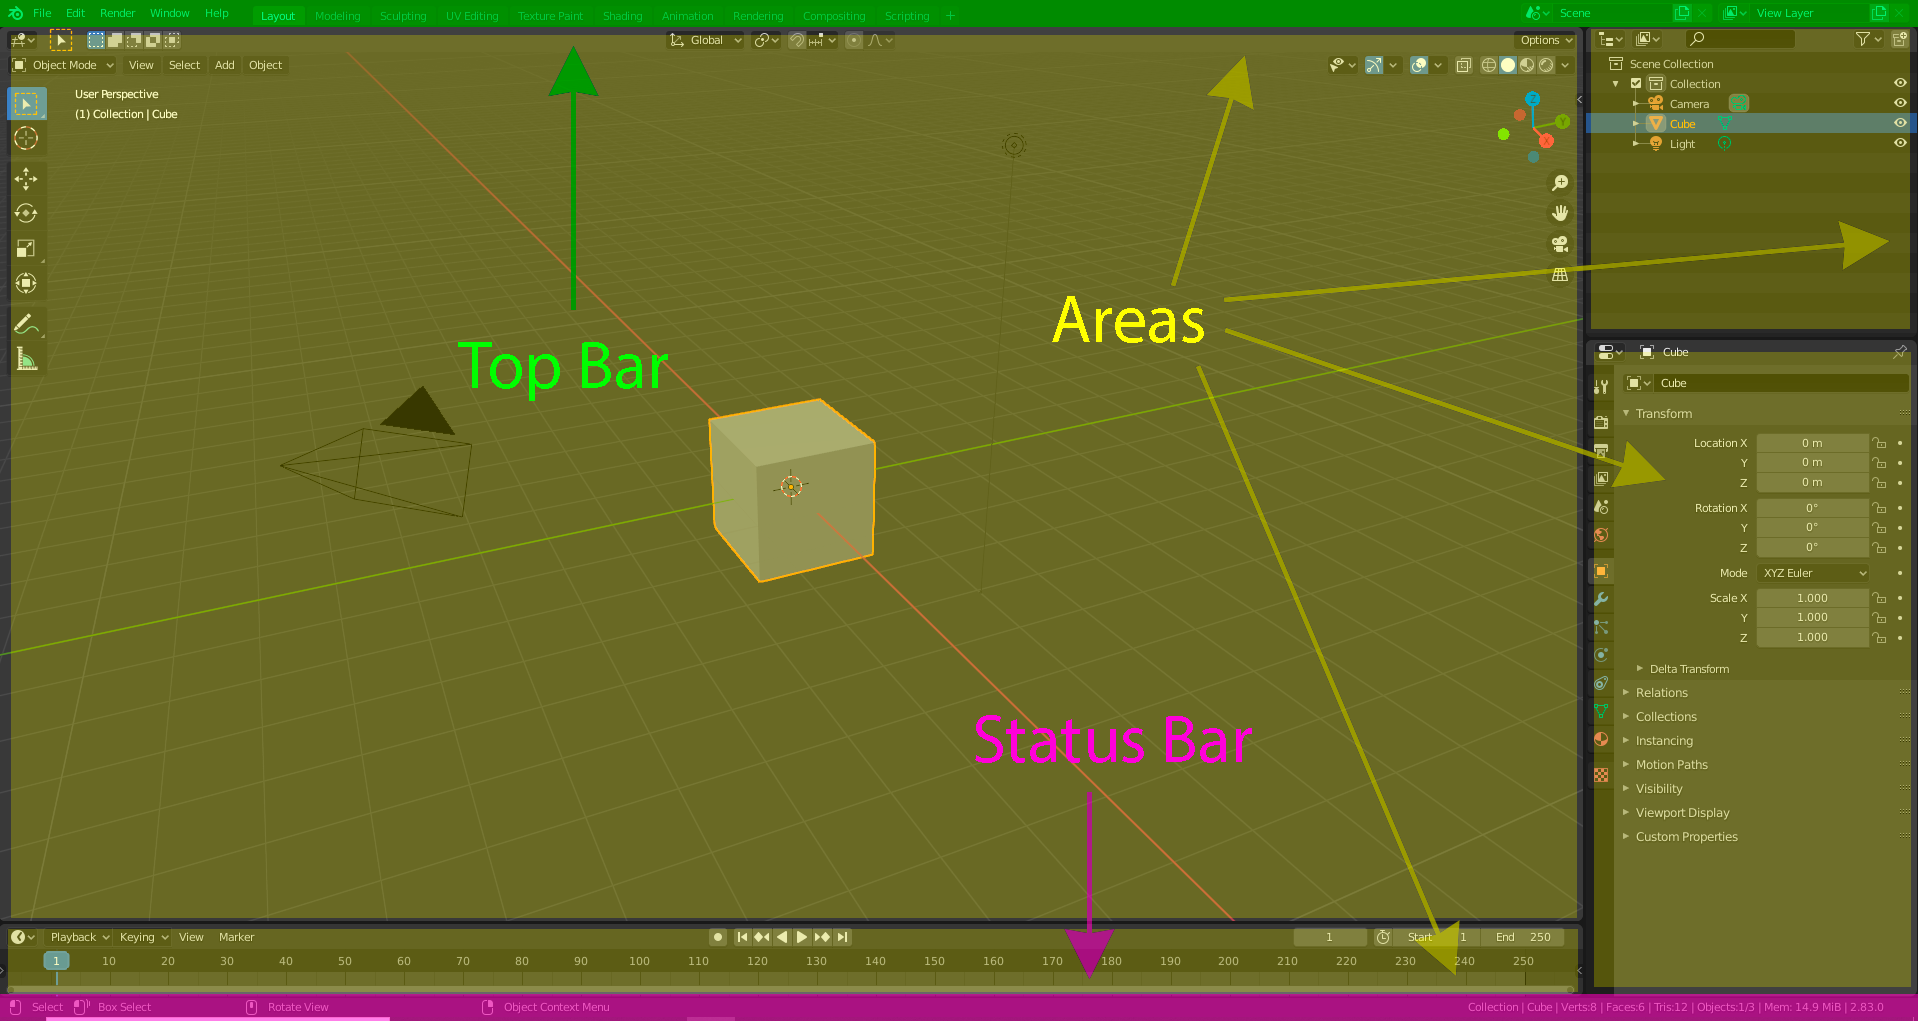 File Edit Render Window Help Layout Modeling Sculpting UV Editing Texture Paint Shading Animation Rendering Compositing Scripting + Scene View Layer
Global Options
Object Mode View Select Add Object
User Perspective
(1) Collection | Cube
Z
Y
X
Top Bar
Areas
Status Bar
Scene Collection
Collection
Camera
Cube
Light
Cube
Cube
Transform
Location X 0 m
Y 0 m
Z 0 m
Rotation X 0°
Y 0°
Z 0°
Mode XYZ Euler
Scale X 1.000
Y 1.000
Z 1.000
Delta Transform
Relations
Collections
Instancing
Motion Paths
Visibility
Viewport Display
Custom Properties
Playback Keying View Marker 1 Start 1 End 250
1 10 20 30 40 50 60 70 80 90 100 110 120 130 140 150 160 170 180 190 200 210 220 230 240 250
Select Box Select Rotate View Object Context Menu Collection | Cube | Verts:8 | Faces:6 | Tris:12 | Objects:1/3 | Mem: 14.9 MiB | 2.83.0